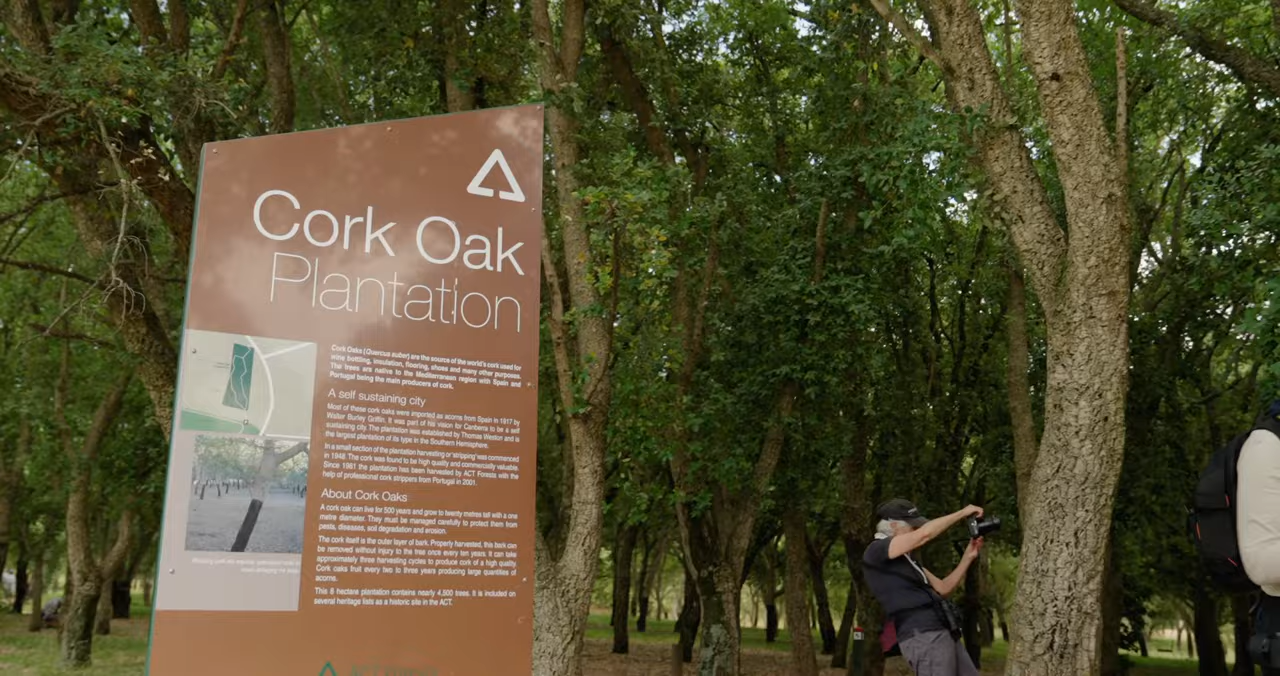 Cork Oak
Plantation
Cork Oaks (Quercus suber) are the source of the world's cork used for
wine bottling, insulation, flooring, shoes and many other purposes.
The trees are native to the Mediterranean region with Spain and
Portugal being the main producers of cork.
A self sustaining city
Most of these cork oaks were imported as acorns from Spain in 1917 by
Walter Burley Griffin. It was part of his vision for Canberra to be a self
sustaining city. The plantation was established by Thomas Weston and is
the largest plantation of its type in the Southern Hemisphere.
In a small section of the plantation harvesting or 'stripping' was commenced
in 1948. The cork was found to be high quality and commercially valuable.
Since 1981 the plantation has been harvested by ACT Forests with the
help of professional cork strippers from Portugal in 2001.
About Cork Oaks
A cork oak can live for 500 years and grow to twenty metres tall with a one
metre diameter. They must be managed carefully to protect them from
pests, diseases, soil degradation and erosion.
The cork itself is the outer layer of bark. Properly harvested, this bark can
be removed without injury to the tree once every ten years. It can take
approximately three harvesting cycles to produce cork of a high quality.
Cork oaks fruit every two to three years producing large quantities of
acorns.
This 8 hectare plantation contains nearly 4,500 trees. It is included on
several heritage lists as a historic site in the ACT.